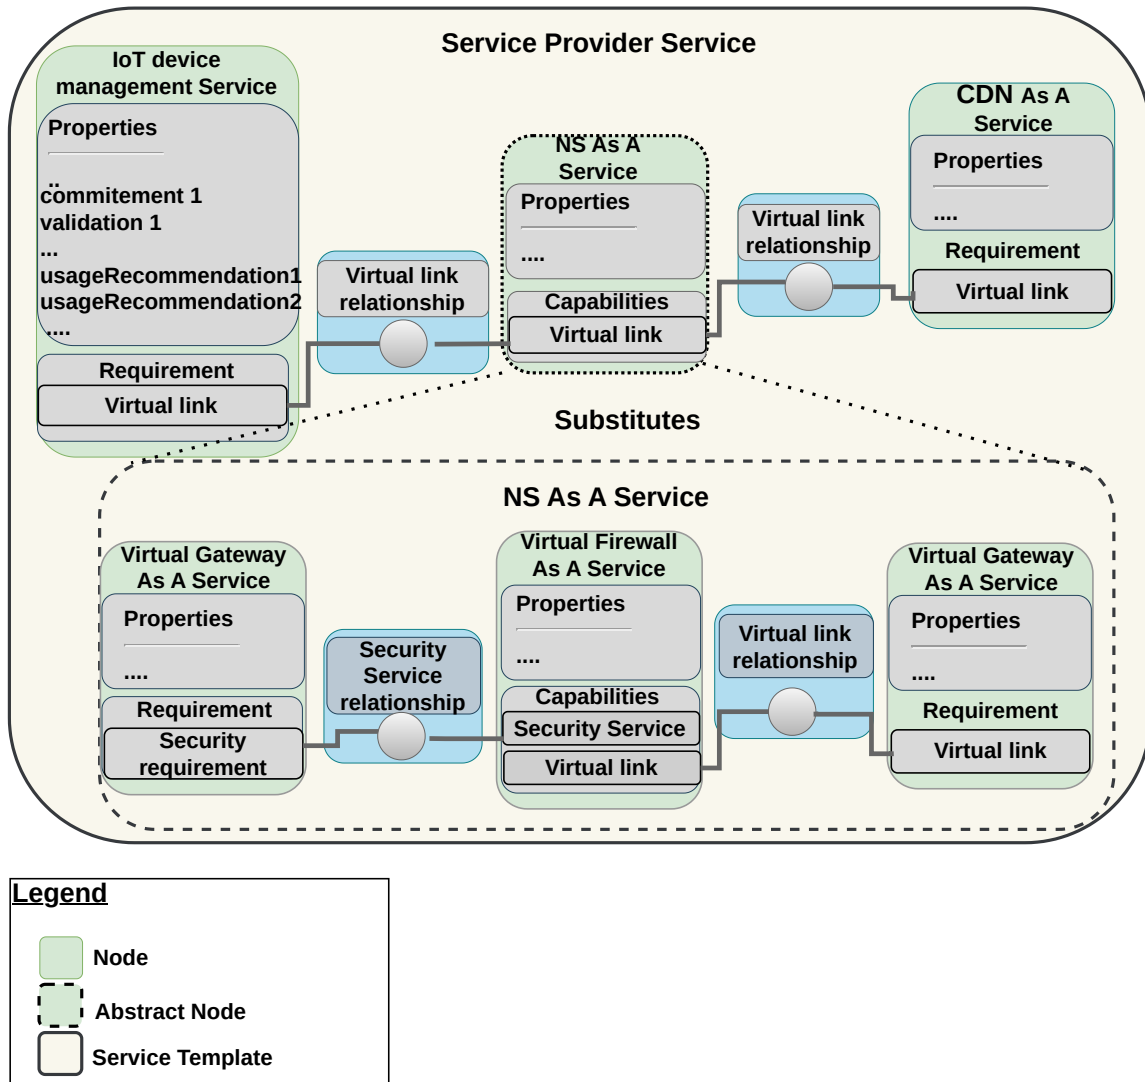 Service Provider Service
IoT device
management Service
Properties
..
commitement 1
validation 1
...
usageRecommendation1
usageRecommendation2
....
Requirement
Virtual link
Virtual link
relationship
NS As A
Service
Properties
....
Capabilities
Virtual link
Virtual link
relationship
CDN As A
Service
Properties
....
Requirement
Virtual link
Substitutes
NS As A Service
Virtual Gateway
As A Service
Properties
....
Requirement
Security
requirement
Security
Service
relationship
Virtual Firewall
As A Service
Properties
....
Capabilities
Security Service
Virtual link
Virtual link
relationship
Virtual Gateway
As A Service
Properties
....
Requirement
Virtual link
Legend
Node
Abstract Node
Service Template